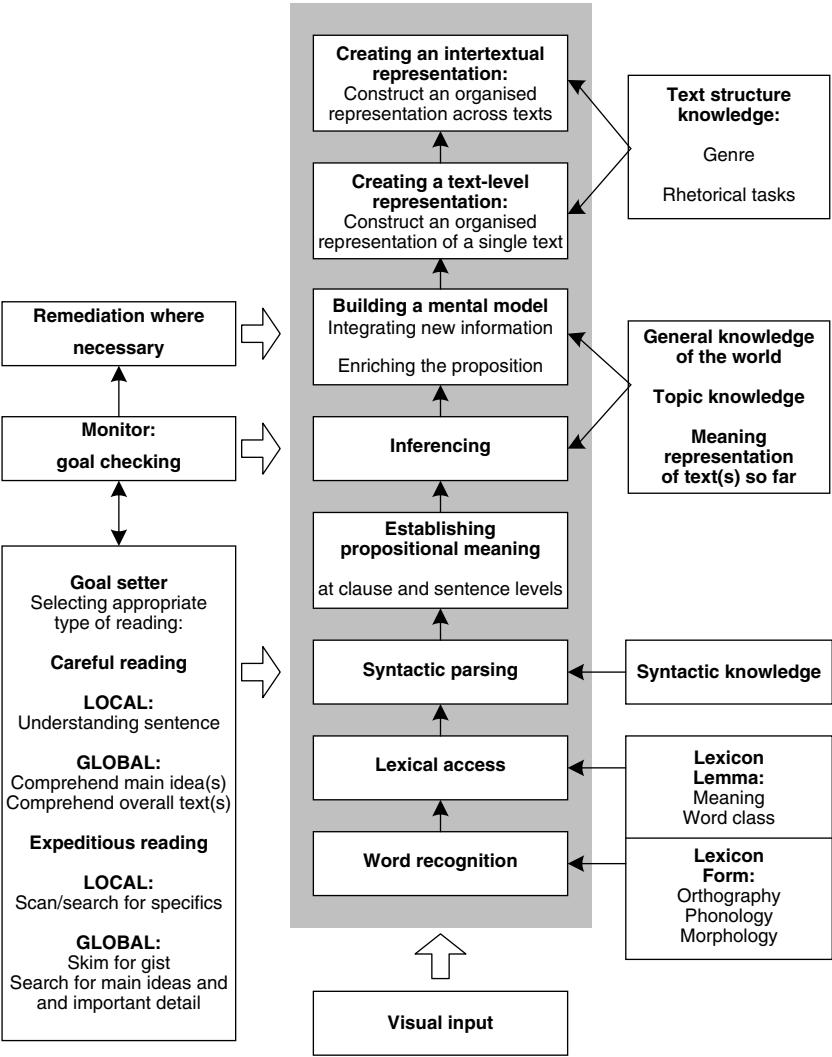 Remediation where
necessary
Monitor:
goal checking
Goal setter
Selecting appropriate
type of reading:
Careful reading
LOCAL:
Understanding sentence
GLOBAL:
Comprehend main idea(s)
Comprehend overall text(s)
Expeditious reading
LOCAL:
Scan/search for specifics
GLOBAL:
Skim for gist
Search for main ideas and
and important detail
Creating an intertextual
representation:
Construct an organised
representation across texts
Creating a text-level
representation:
Construct an organised
representation of a single text
Building a mental model
Integrating new information
Enriching the proposition
Inferencing
Establishing
propositional meaning
at clause and sentence levels
Syntactic parsing
Lexical access
Word recognition
Visual input
Text structure
knowledge:
Genre
Rhetorical tasks
General knowledge
of the world
Topic knowledge
Meaning
representation
of text(s) so far
Syntactic knowledge
Lexicon
Lemma:
Meaning
Word class
Lexicon
Form:
Orthography
Phonology
Morphology